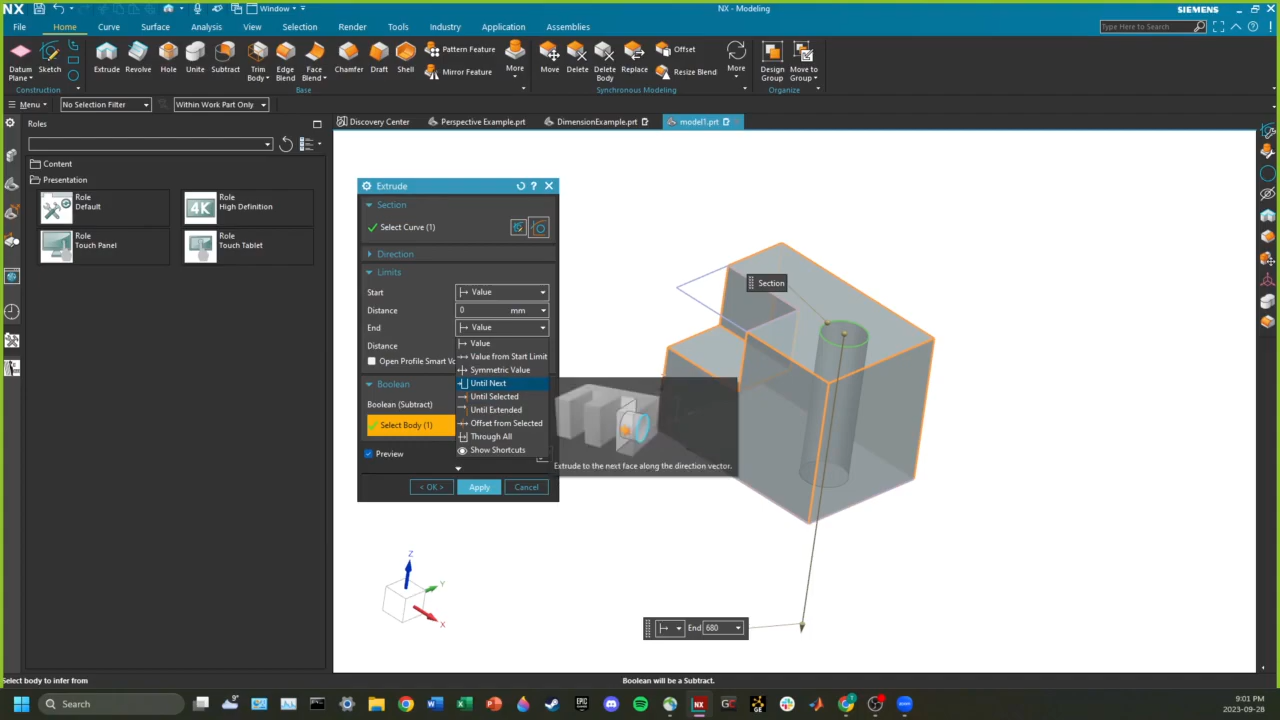 NX
Window
NX - Modeling
SIEMENS
File Home Curve Surface Analysis View Selection Render Tools Industry Application Assemblies
Type Here to Search
Datum Plane
Sketch
Extrude
Revolve
Hole
Unite
Subtract
Trim Body
Edge Blend
Face Blend
Chamfer
Draft
Shell
Pattern Feature
Mirror Feature
More
Move
Delete
Delete Body
Replace
Offset
Resize Blend
More
Design Group
Move to Group
Construction
Base
Synchronous Modeling
Organize
Menu
No Selection Filter
Within Work Part Only
Roles
Discovery Center
Perspective Example.prt
DimensionExample.prt
model1.prt
Content
Presentation
Role
Default
4K
Role
High Definition
Role
Touch Panel
Role
Touch Tablet
Extrude
Section
Select Curve (1)
Direction
Limits
Start
Value
Distance
0 mm
End
Value
Distance
Open Profile Smart Vo
Boolean
Boolean (Subtract)
Select Body (1)
Preview
Value
Value from Start Limit
Symmetric Value
Until Next
Until Selected
Until Extended
Offset from Selected
Through All
Show Shortcuts
Extrude to the next face along the direction vector.
< OK >
Apply
Cancel
Section
End 680
Z
Y
X
Select body to infer from
Boolean will be a Subtract.
Search
EPIC
NX
GC
9:01 PM
2023-09-28